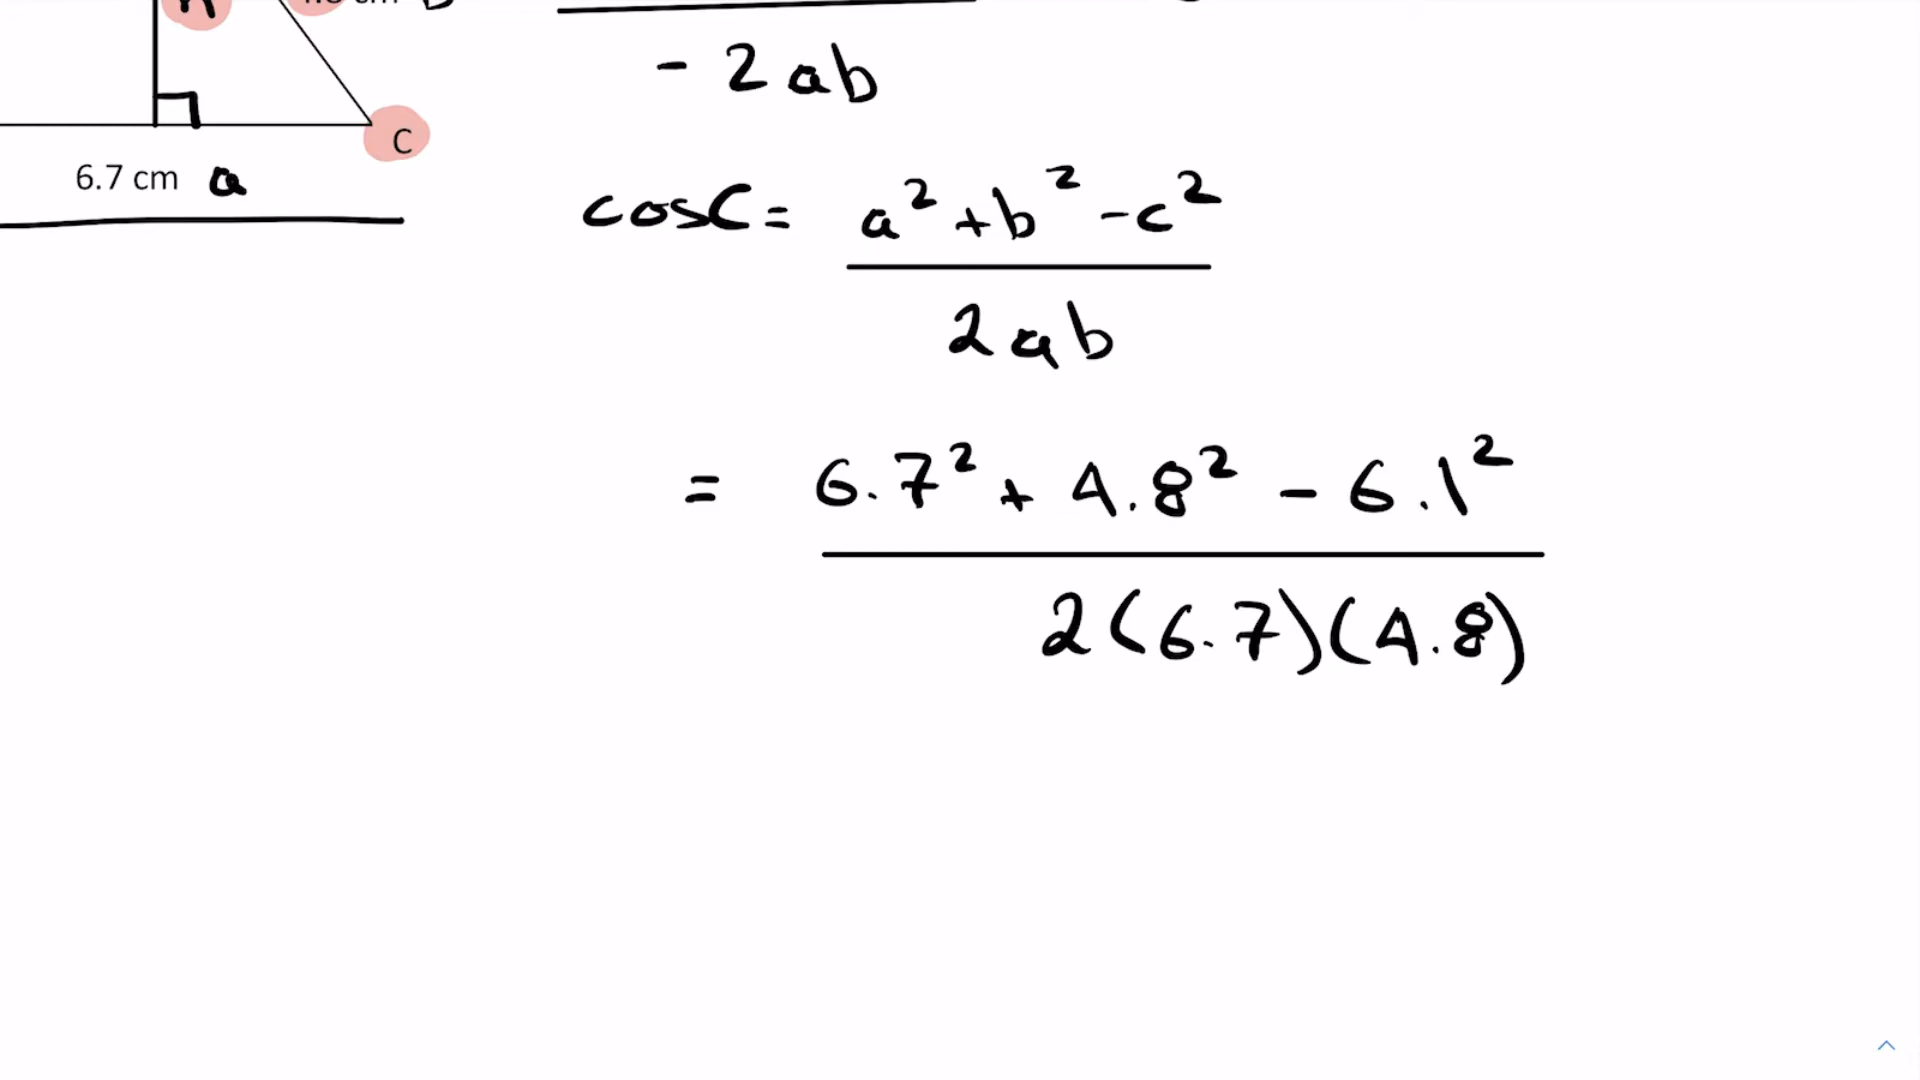 - 2ab
C
6.7 cm a
cosC = a² + b² - c²
2ab
= 6.7² + 4.8² - 6.1²
2(6.7)(4.8)